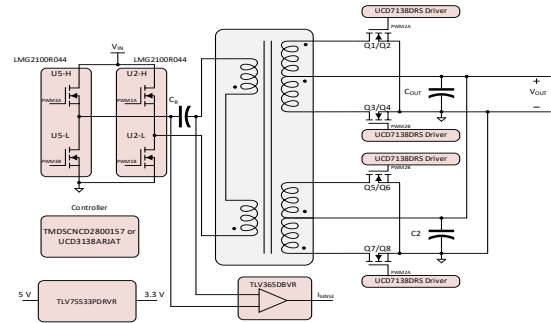 UCD7138DRS Driver
PWM2A
VIN
LMG2100R044
LMG2100R044
Q1/Q2
U5-H
U2-H
PWM3A
PWM1A
CR
COUT
+
VOUT
–
Q3/Q4
PWM2B
UCD7138DRS Driver
U5-L
U2-L
PWM3B
PWM1B
UCD7138DRS Driver
PWM2B
Q5/Q6
Controller
TMDSCNCD2800157 or
UCD3138ARJAT
C2
Q7/Q8
PWM2A
UCD7138DRS Driver
TLV365DBVR
5 V
TLV75533PDRVR
3.3 V
ISENSE